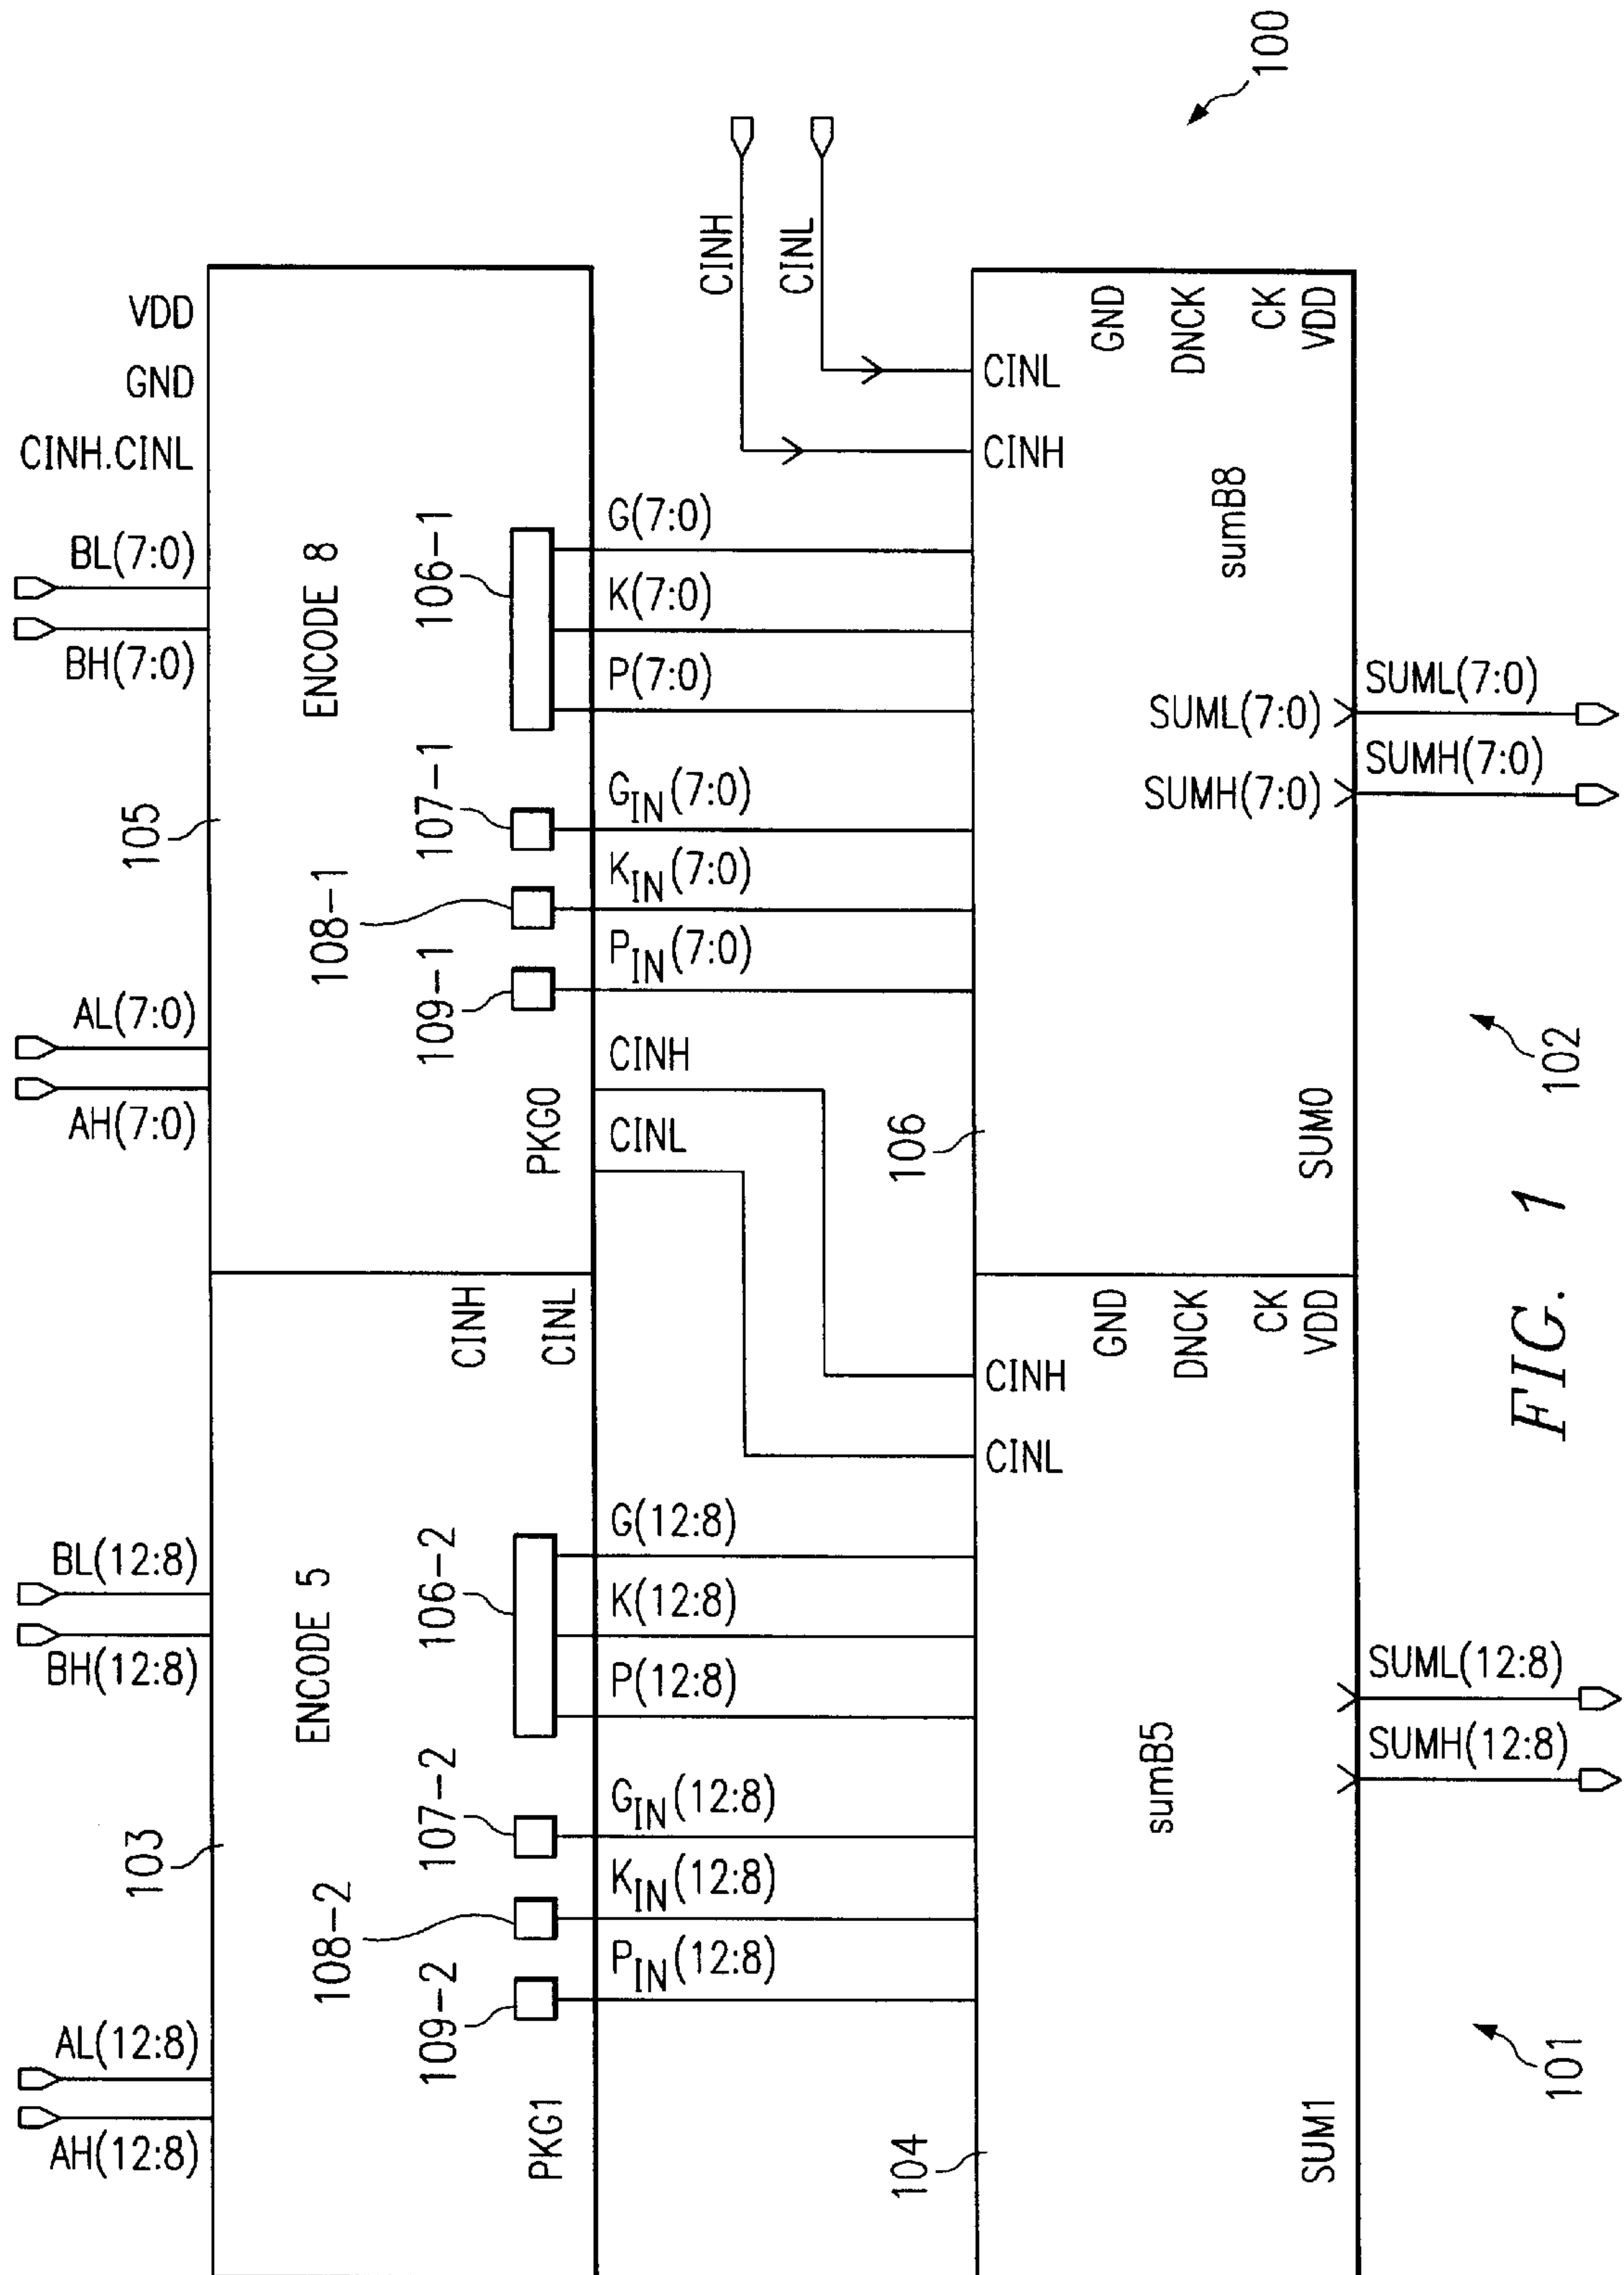 AH(12:8)
AL(12:8)
BH(12:8)
BL(12:8)
AH(7:0)
AL(7:0)
BH(7:0)
BL(7:0)
CINH.CINL
GND
VDD
103
105
ENCODE 5
ENCODE 8
108-2
108-1
109-2
107-2
106-2
CINH
109-1
107-1
106-1
PKG1
CINL
PKG0
PIN(12:8)
KIN(12:8)
GIN(12:8)
P(12:8)
K(12:8)
G(12:8)
CINL
CINH
PIN(7:0)
KIN(7:0)
GIN(7:0)
P(7:0)
K(7:0)
G(7:0)
CINH
CINL
104
106
CINL
CINH
CINH
CINL
GND
GND
sumB5
DNCK
SUMH(7:0)
SUML(7:0)
sumB8
DNCK
CK
CK
SUM1
VDD
SUM0
VDD
SUMH(12:8)
SUML(12:8)
SUMH(7:0)
SUML(7:0)
101
102
100
FIG. 1